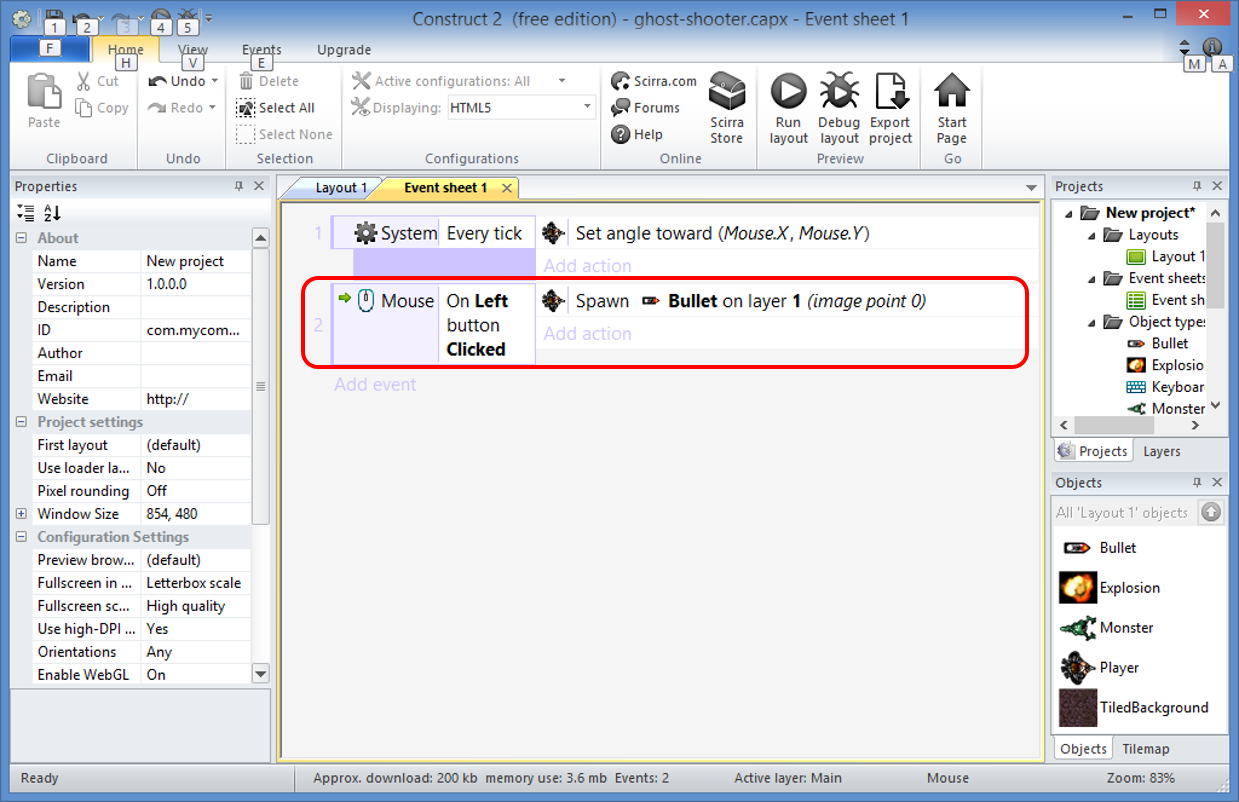 Construct 2 (free edition) - ghost-shooter.capx - Event sheet 1
1 2 3 4 5
F Home View Events Upgrade
H V E M A
Paste
Cut
Copy
Clipboard
Undo
Redo
Undo
Delete
Select All
Select None
Selection
Active configurations: All
Displaying: HTML5
Configurations
Scirra.com
Forums
Help
Scirra
Store
Online
Run
layout
Debug
layout
Export
project
Preview
Start
Page
Go
Properties
About
Name New project
Version 1.0.0.0
Description
ID com.mycom...
Author
Email
Website http://
Project settings
First layout (default)
Use loader la... No
Pixel rounding Off
Window Size 854, 480
Configuration Settings
Preview brow... (default)
Fullscreen in ... Letterbox scale
Fullscreen sc... High quality
Use high-DPI ... Yes
Orientations Any
Enable WebGL On
Layout 1 Event sheet 1
1 System Every tick Set angle toward (Mouse.X, Mouse.Y)
Add action
2 Mouse On Left button Clicked Spawn Bullet on layer 1 (image point 0)
Add action
Add event
Projects
New project*
Layouts
Layout 1
Event sheets
Event sh
Object types
Bullet
Explosio
Keyboar
Monster
Projects Layers
Objects
All 'Layout 1' objects
Bullet
Explosion
Monster
Player
TiledBackground
Objects Tilemap
Ready Approx. download: 200 kb memory use: 3.6 mb Events: 2 Active layer: Main Mouse Zoom: 83%